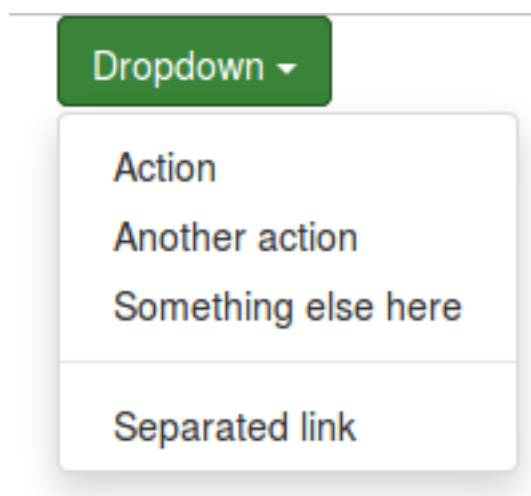 Dropdown
Action
Another action
Something else here
Separated link